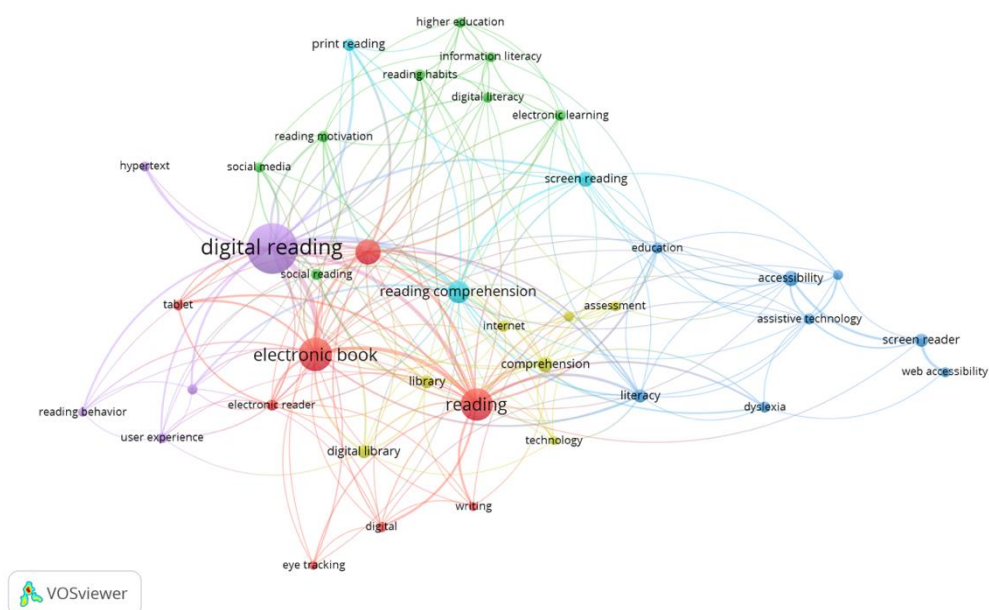 higher education
print reading
information literacy
reading habits
digital literacy
electronic learning
reading motivation
hypertext
social media
screen reading
digital reading
education
social reading
accessibility
reading comprehension
tablet
assessment
assistive technology
internet
screen reader
electronic book
comprehension
web accessibility
library
literacy
reading
electronic reader
dyslexia
reading behavior
user experience
technology
digital library
writing
digital
eye tracking
VOSviewer